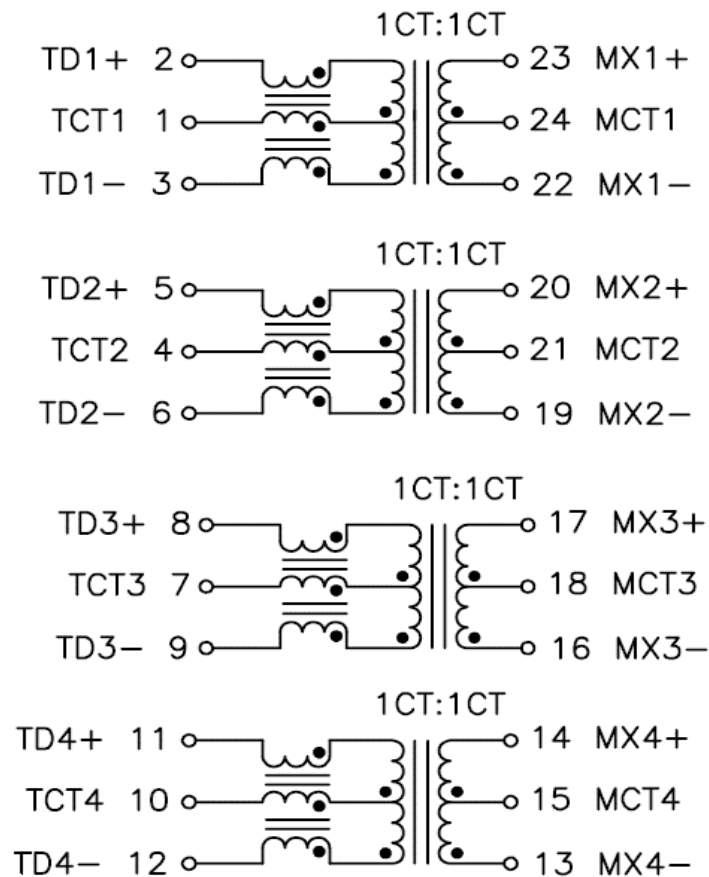 1CT:1CT
TD1+ 2 23 MX1+
TCT1 1 24 MCT1
TD1− 3 22 MX1−
1CT:1CT
TD2+ 5 20 MX2+
TCT2 4 21 MCT2
TD2− 6 19 MX2−
1CT:1CT
TD3+ 8 17 MX3+
TCT3 7 18 MCT3
TD3− 9 16 MX3−
1CT:1CT
TD4+ 11 14 MX4+
TCT4 10 15 MCT4
TD4− 12 13 MX4−